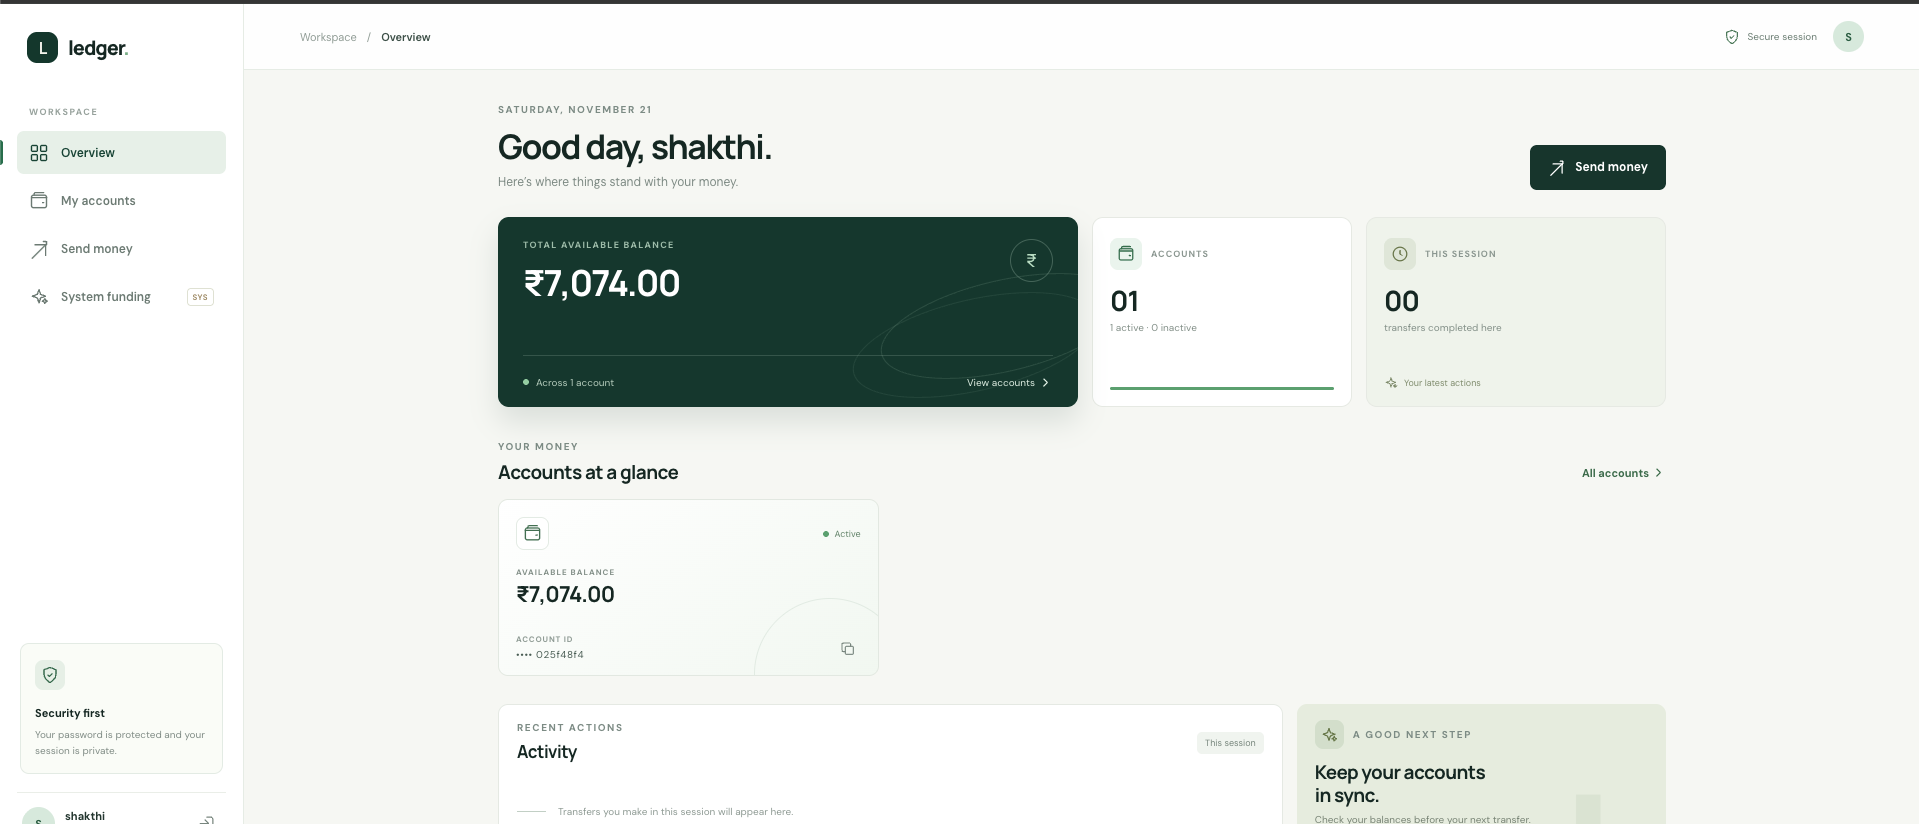 L ledger.
WORKSPACE
Overview
My accounts
Send money
System funding SYS
Security first
Your password is protected and your
session is private.
S shakthi
Workspace / Overview
Secure session S
SATURDAY, NOVEMBER 21
Good day, shakthi.
Here's where things stand with your money.
Send money
TOTAL AVAILABLE BALANCE
₹
₹7,074.00
Across 1 account
View accounts
ACCOUNTS
01
1 active · 0 inactive
THIS SESSION
00
transfers completed here
Your latest actions
YOUR MONEY
Accounts at a glance
All accounts
Active
AVAILABLE BALANCE
₹7,074.00
ACCOUNT ID
•••• 025f48f4
RECENT ACTIONS
Activity
This session
Transfers you make in this session will appear here.
A GOOD NEXT STEP
Keep your accounts
in sync.
Check your balances before your next transfer.